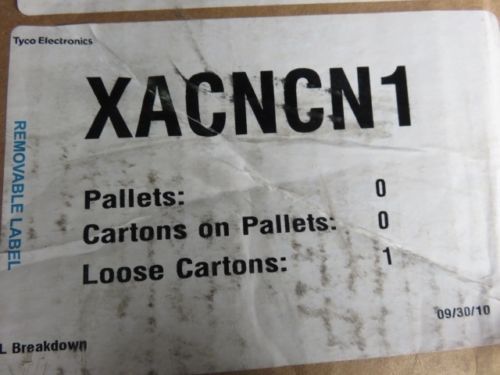 Tyco Electronics
XACNCN1
REMOVABLE LABEL
Pallets: 0
Cartons on Pallets: 0
Loose Cartons: 1
09/30/10
L Breakdown